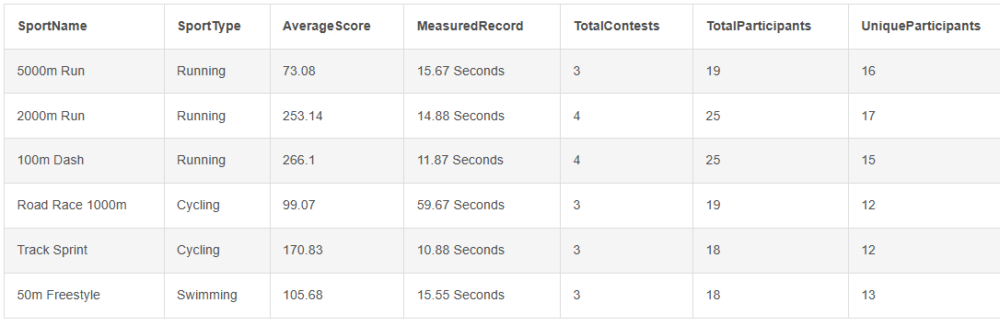 SportName SportType AverageScore MeasuredRecord TotalContests TotalParticipants UniqueParticipants
5000m Run Running 73.08 15.67 Seconds 3 19 16
2000m Run Running 253.14 14.88 Seconds 4 25 17
100m Dash Running 266.1 11.87 Seconds 4 25 15
Road Race 1000m Cycling 99.07 59.67 Seconds 3 19 12
Track Sprint Cycling 170.83 10.88 Seconds 3 18 12
50m Freestyle Swimming 105.68 15.55 Seconds 3 18 13